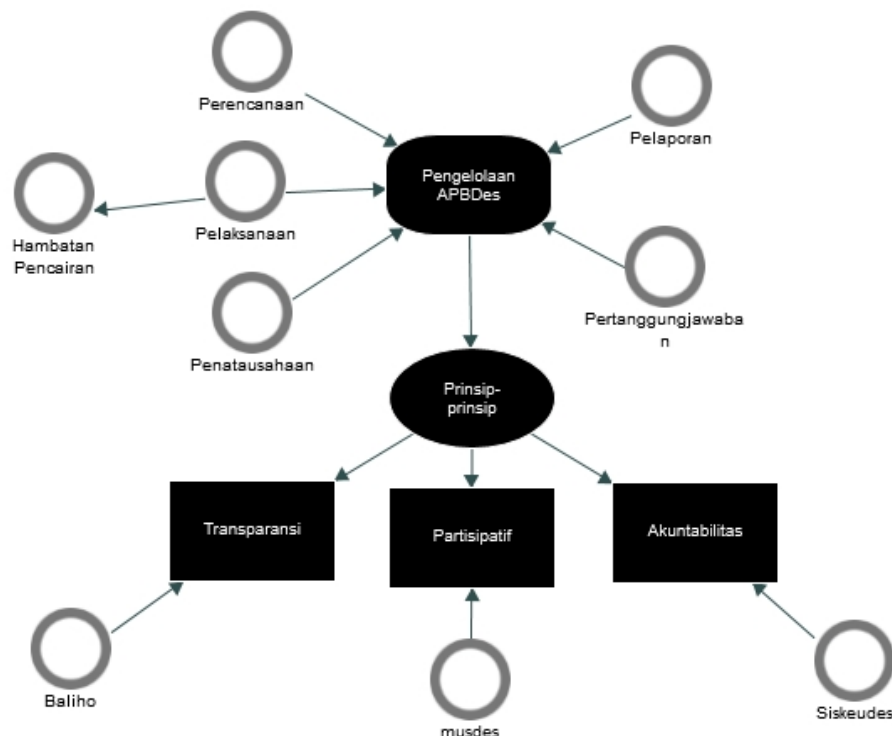 Perencanaan
Pelaporan
Pengelolaan
APBDes
Hambatan
Pencairan
Pelaksanaan
Penatausahaan
Pertanggungjawaba
n
Prinsip-
prinsip
Transparansi
Partisipatif
Akuntabilitas
Baliho
musdes
Siskeudes